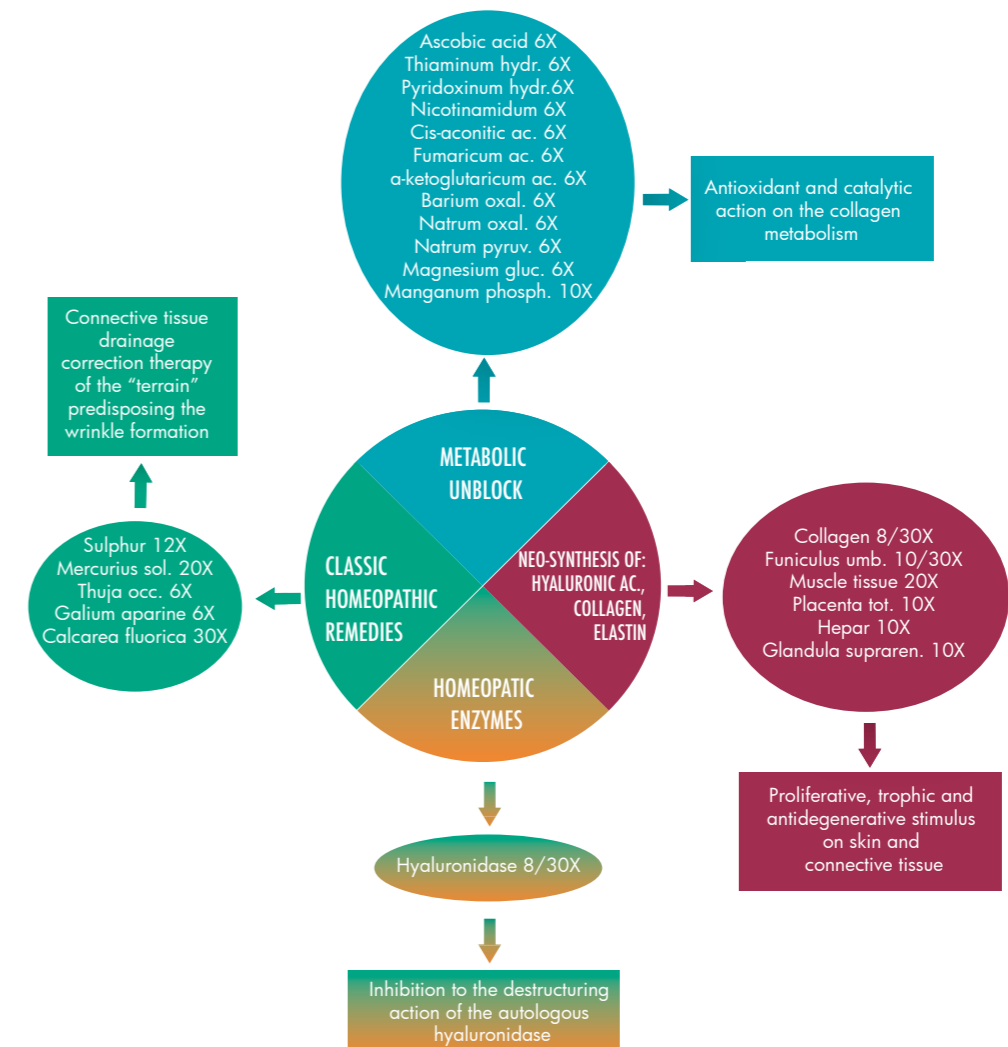 Ascobic acid 6X
Thiaminum hydr. 6X
Pyridoxinum hydr.6X
Nicotinamidum 6X
Cis-aconitic ac. 6X
Fumaricum ac. 6X
a-ketoglutaricum ac. 6X
Barium oxal. 6X
Natrum oxal. 6X
Natrum pyruv. 6X
Magnesium gluc. 6X
Manganum phosph. 10X
Antioxidant and catalytic
action on the collagen
metabolism
Connective tissue
drainage
correction therapy
of the “terrain”
predisposing the
wrinkle formation
METABOLIC
UNBLOCK
Sulphur 12X
Mercurius sol. 20X
Thuja occ. 6X
Galium aparine 6X
Calcarea fluorica 30X
CLASSIC
HOMEOPATHIC
REMEDIES
NEO-SYNTHESIS OF:
HYALURONIC AC.,
COLLAGEN,
ELASTIN
Collagen 8/30X
Funiculus umb. 10/30X
Muscle tissue 20X
Placenta tot. 10X
Hepar 10X
Glandula supraren. 10X
HOMEOPATIC
ENZYMES
Proliferative, trophic and
antidegenerative stimulus
on skin and
connective tissue
Hyaluronidase 8/30X
Inhibition to the destructuring
action of the autologous
hyaluronidase